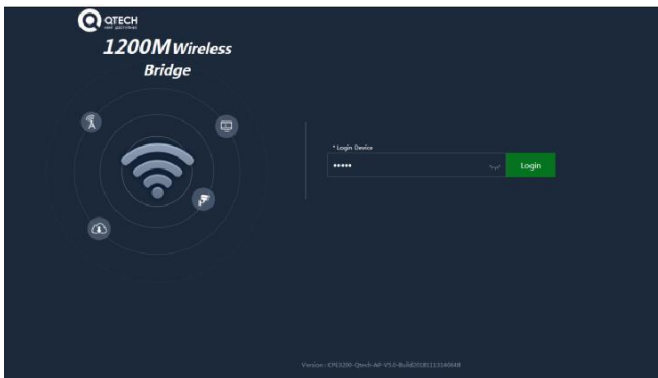 QTECH
1200M Wireless
Bridge
* Login Device
•••••
Login